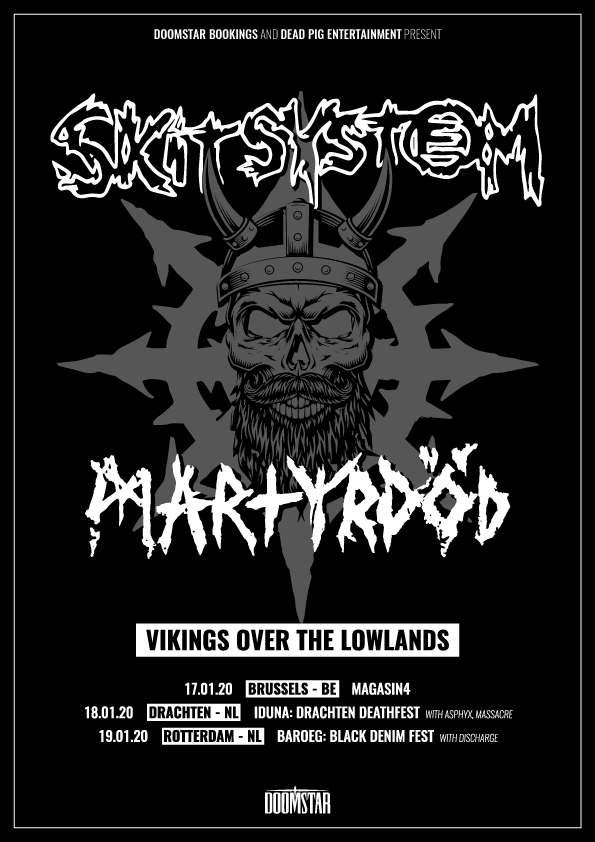 DOOMSTAR BOOKINGS AND DEAD PIG ENTERTAINMENT PRESENT
SKITSYSTEM
MARTYRDÖD
VIKINGS OVER THE LOWLANDS
17.01.20 BRUSSELS - BE MAGASIN4
18.01.20 DRACHTEN - NL IDUNA: DRACHTEN DEATHFEST WITH ASPHYX, MASSACRE
19.01.20 ROTTERDAM - NL BAROEG: BLACK DENIM FEST WITH DISCHARGE
DOOMSTAR